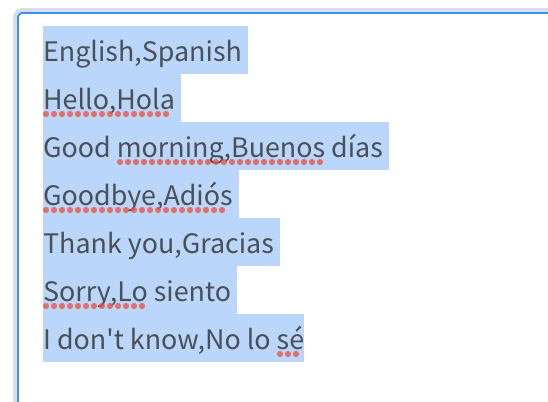 English,Spanish
Hello,Hola
Good morning,Buenos días
Goodbye,Adiós
Thank you,Gracias
Sorry,Lo siento
I don't know,No lo sé